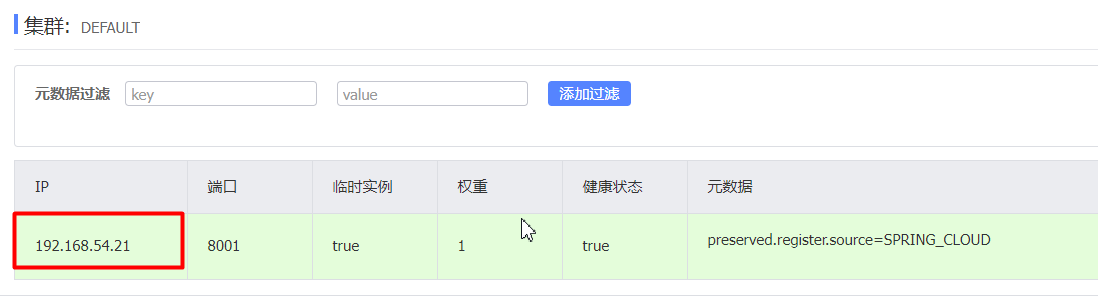 集群: DEFAULT
元数据过滤 key value 添加过滤
IP 端口 临时实例 权重 健康状态 元数据
192.168.54.21 8001 true 1 true preserved.register.source=SPRING_CLOUD